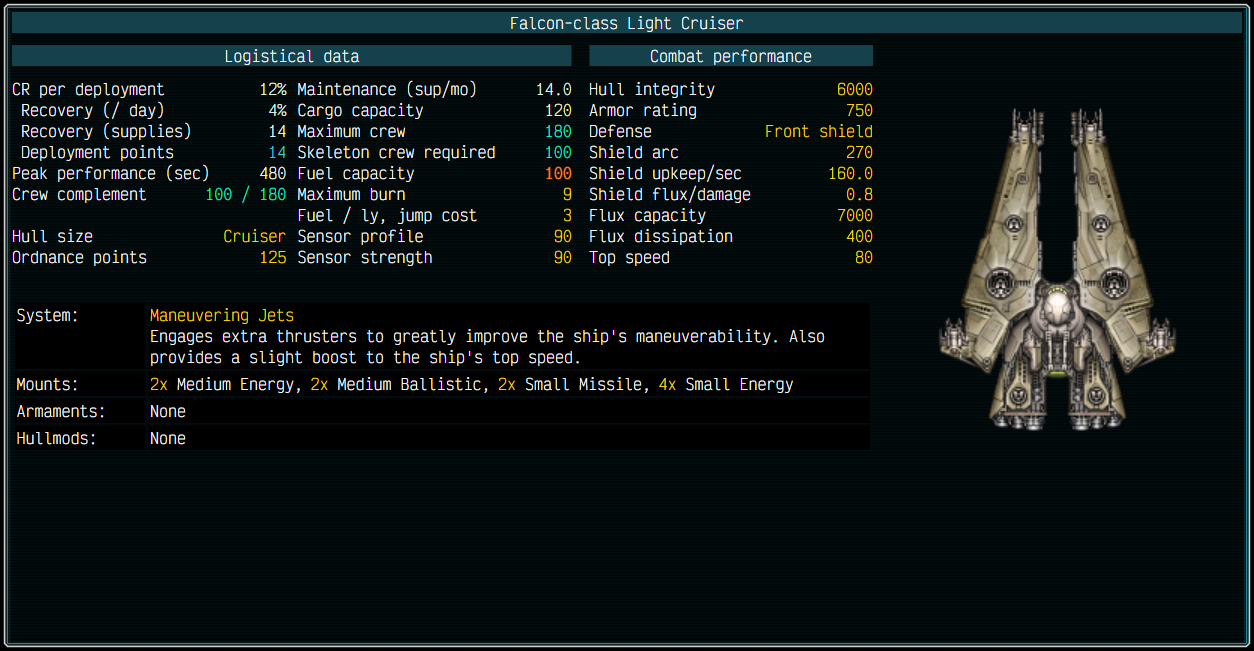 Falcon-class Light Cruiser
Logistical data
CR per deployment 12%
Recovery (/ day) 4%
Recovery (supplies) 14
Deployment points 14
Peak performance (sec) 480
Crew complement 100 / 180
Hull size Cruiser
Ordnance points 125
Maintenance (sup/mo) 14.0
Cargo capacity 120
Maximum crew 180
Skeleton crew required 100
Fuel capacity 100
Maximum burn 9
Fuel / ly, jump cost 3
Sensor profile 90
Sensor strength 90
Combat performance
Hull integrity 6000
Armor rating 750
Defense Front shield
Shield arc 270
Shield upkeep/sec 160.0
Shield flux/damage 0.8
Flux capacity 7000
Flux dissipation 400
Top speed 80
System: Maneuvering Jets
Engages extra thrusters to greatly improve the ship's maneuverability. Also
provides a slight boost to the ship's top speed.
Mounts: 2x Medium Energy, 2x Medium Ballistic, 2x Small Missile, 4x Small Energy
Armaments: None
Hullmods: None